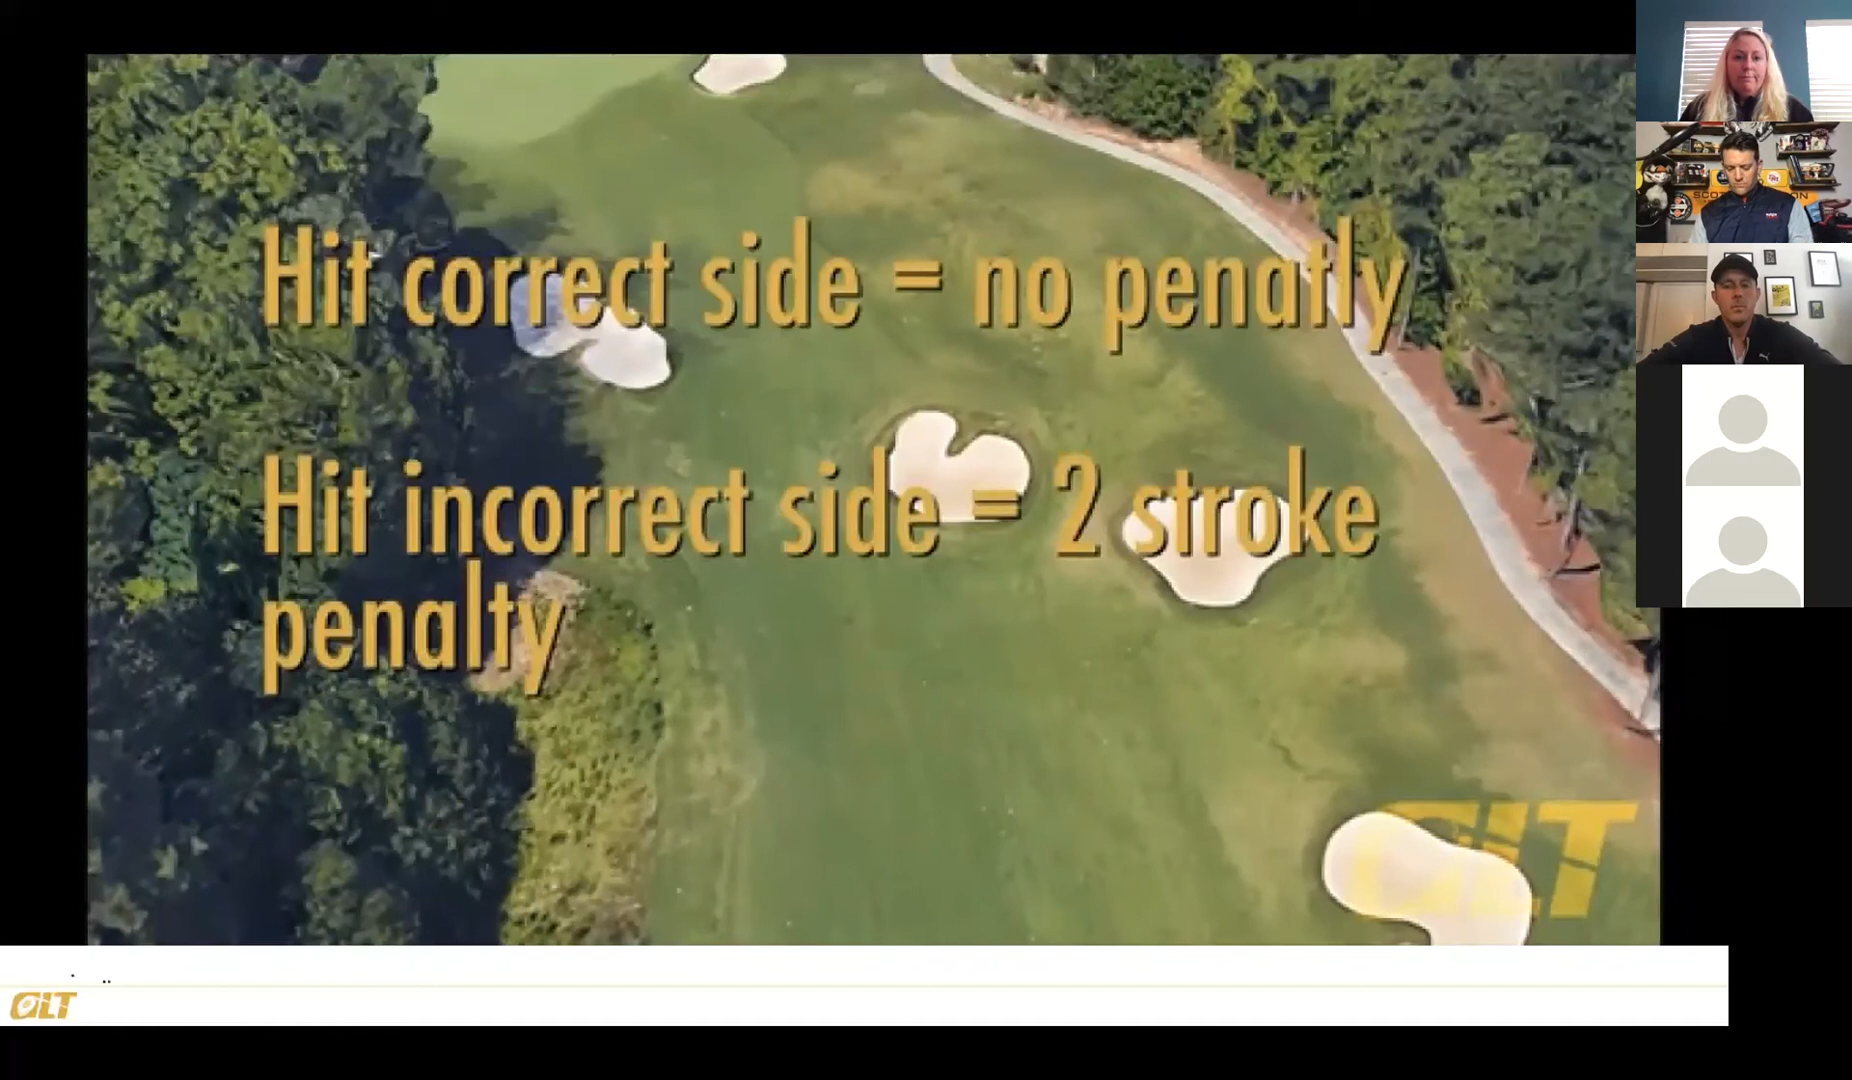 Hit correct side = no penatly
Hit incorrect side = 2 stroke
penalty
GLT
GLT